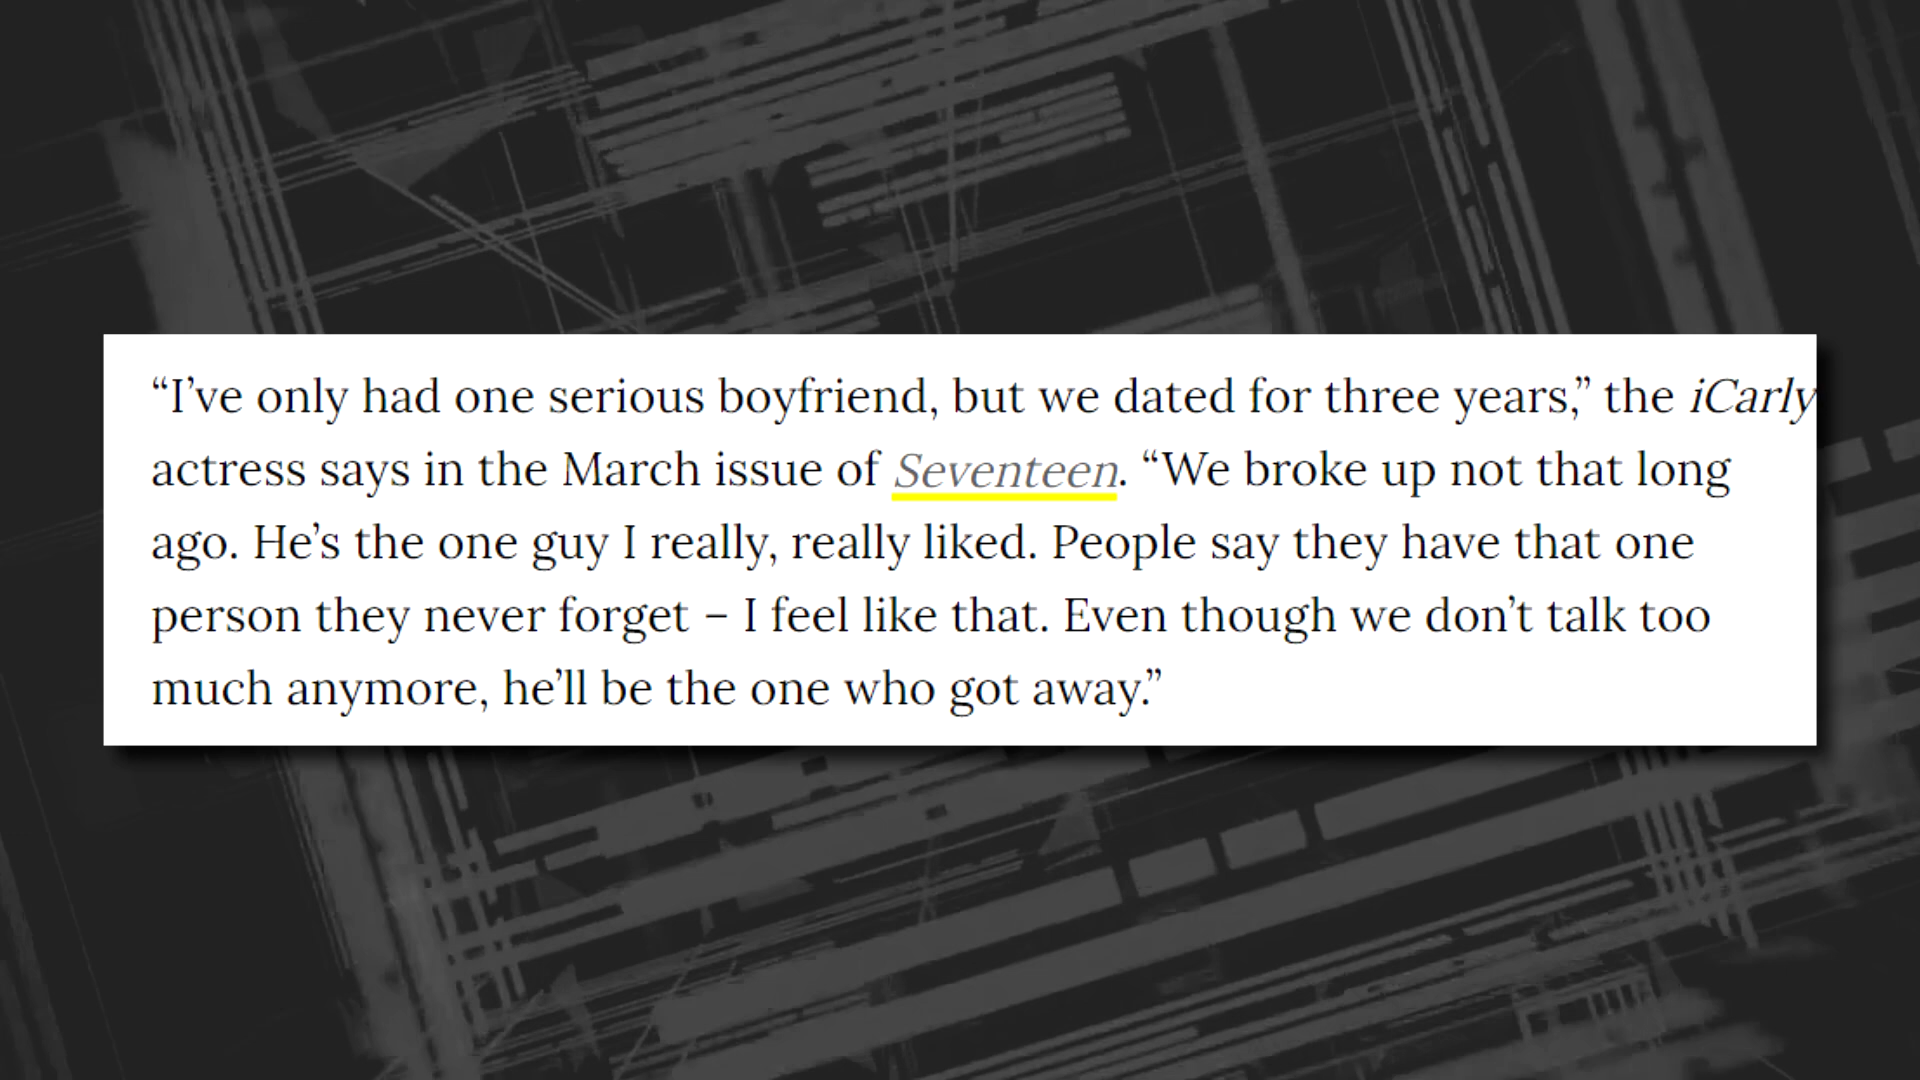 “I’ve only had one serious boyfriend, but we dated for three years,” the iCarly
actress says in the March issue of Seventeen. “We broke up not that long
ago. He’s the one guy I really, really liked. People say they have that one
person they never forget – I feel like that. Even though we don’t talk too
much anymore, he’ll be the one who got away.”